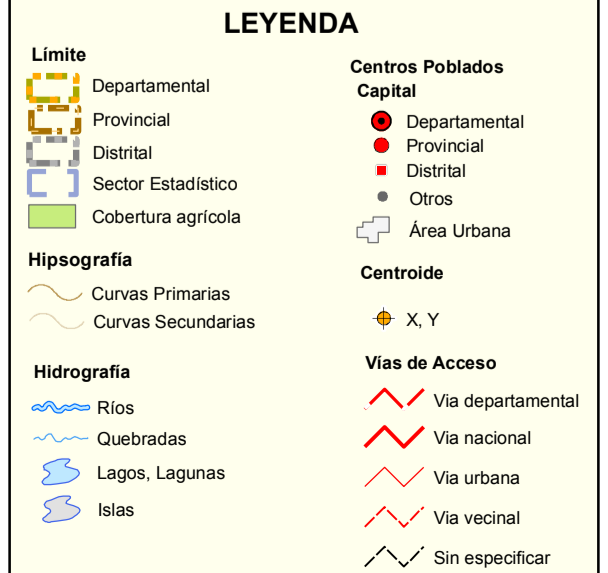 LEYENDA
Límite
Departamental
Provincial
Distrital
Sector Estadístico
Cobertura agrícola
Hipsografía
Curvas Primarias
Curvas Secundarias
Hidrografía
Ríos
Quebradas
Lagos, Lagunas
Islas
Centros Poblados
Capital
Departamental
Provincial
Distrital
Otros
Área Urbana
Centroide
X, Y
Vías de Acceso
Via departamental
Via nacional
Via urbana
Via vecinal
Sin especificar